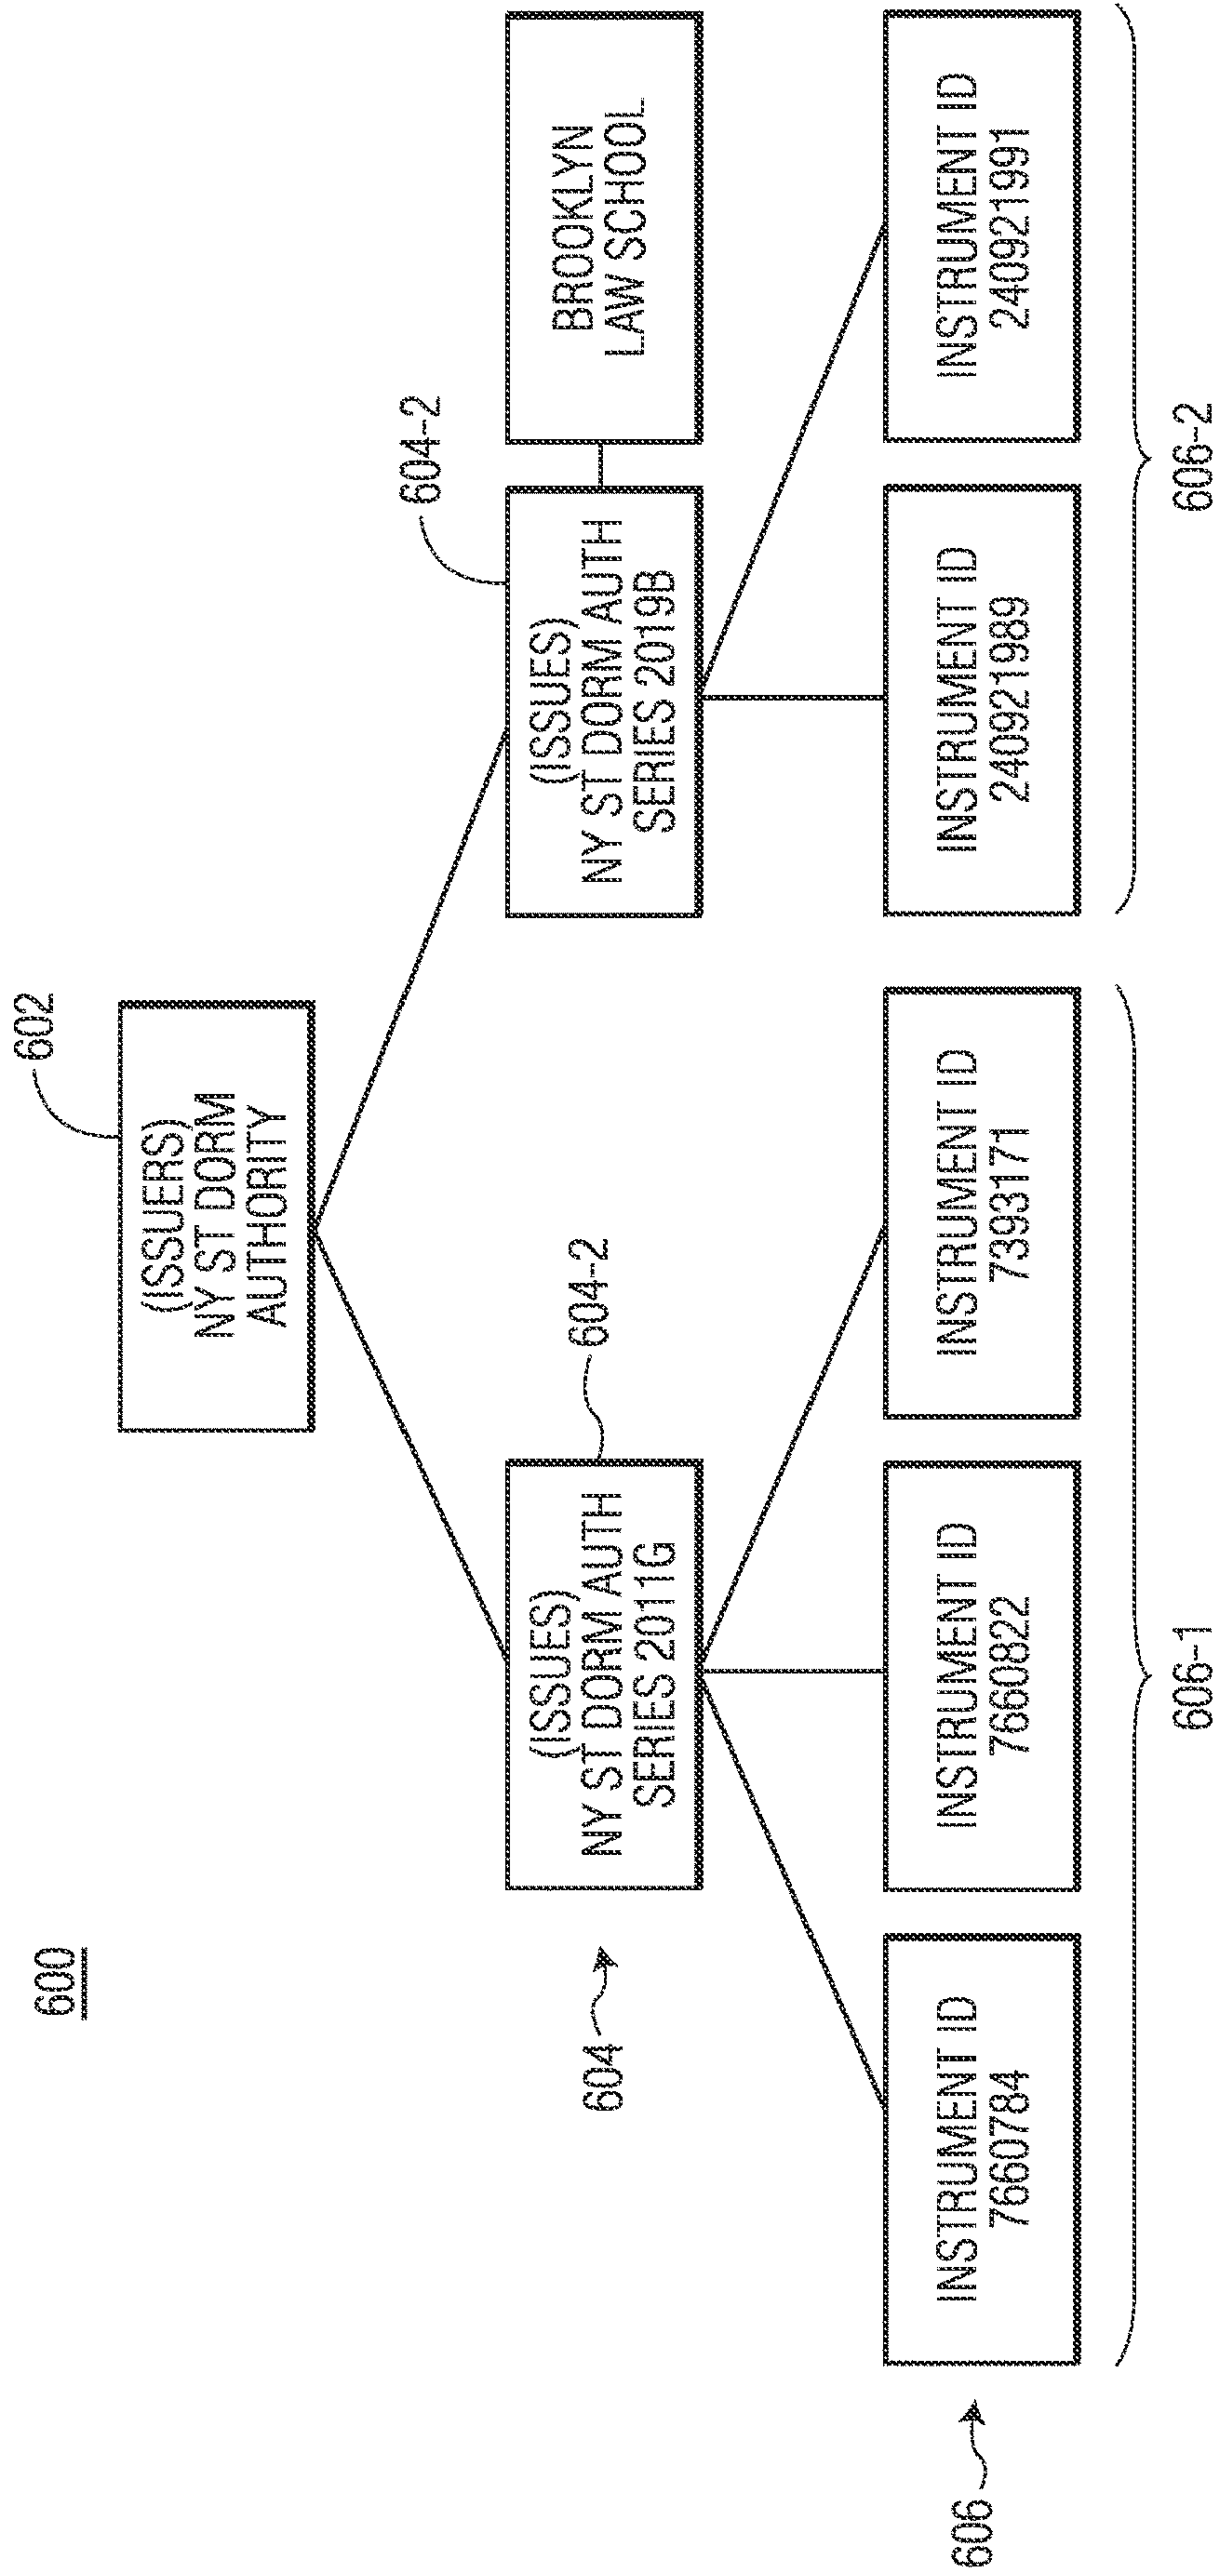 600
602
(ISSUERS)
NY ST DORM
AUTHORITY
604
(ISSUES)
NY ST DORM AUTH
SERIES 2011G
604-2
(ISSUES)
NY ST DORM AUTH
SERIES 2019B
604-2
BROOKLYN
LAW SCHOOL
606
INSTRUMENT ID
7660784
INSTRUMENT ID
7660822
INSTRUMENT ID
7393171
INSTRUMENT ID
240921989
INSTRUMENT ID
240921991
606-1
606-2